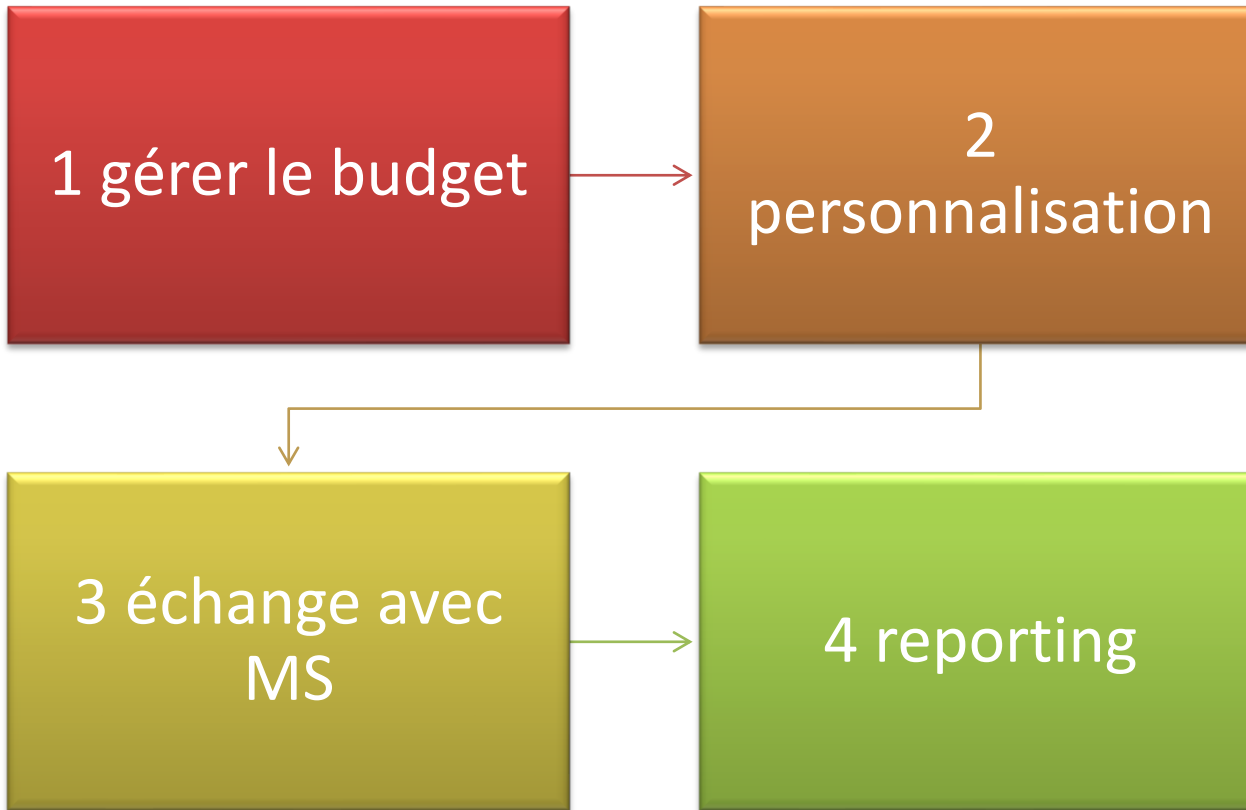 1 gérer le budget
2
personnalisation
3 échange avec
MS
4 reporting